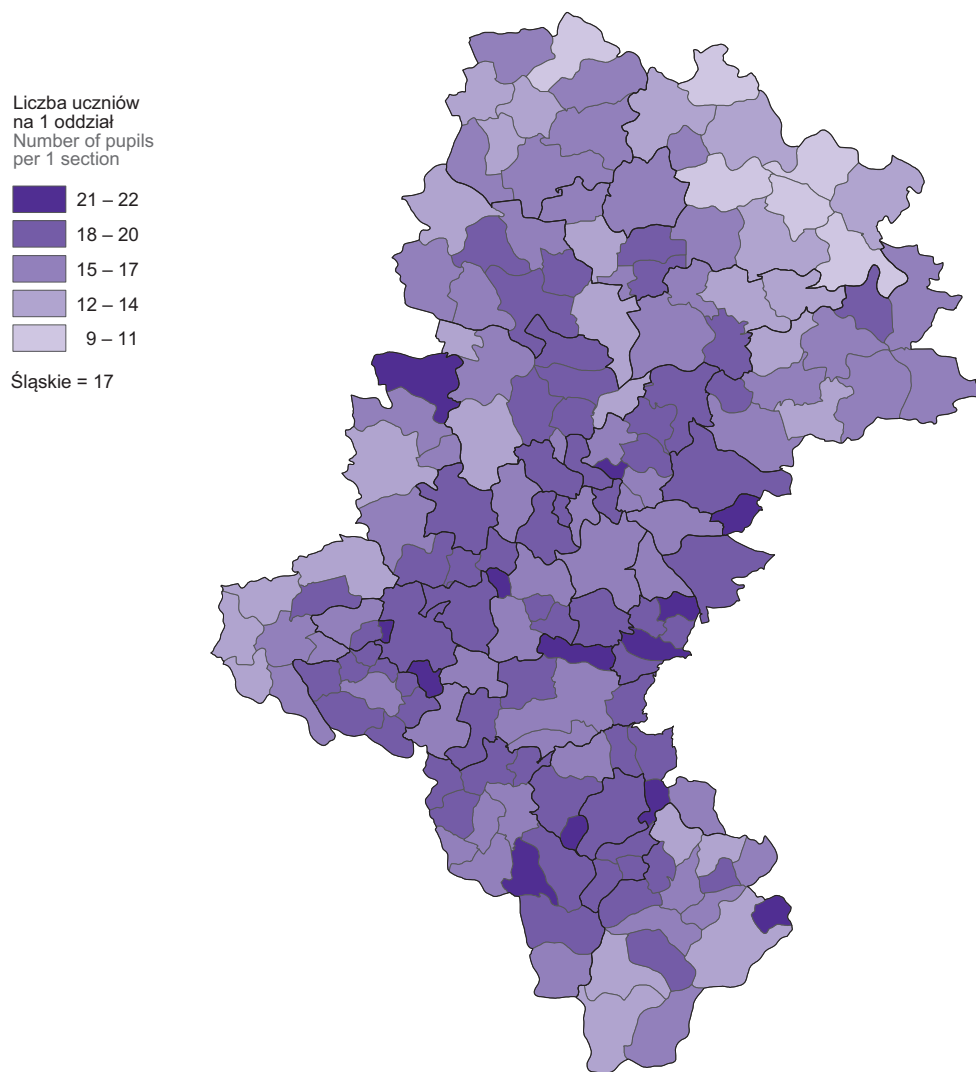 Liczba uczniów
na 1 oddział
Number of pupils
per 1 section
21 – 22
18 – 20
15 – 17
12 – 14
9 – 11
Śląskie = 17